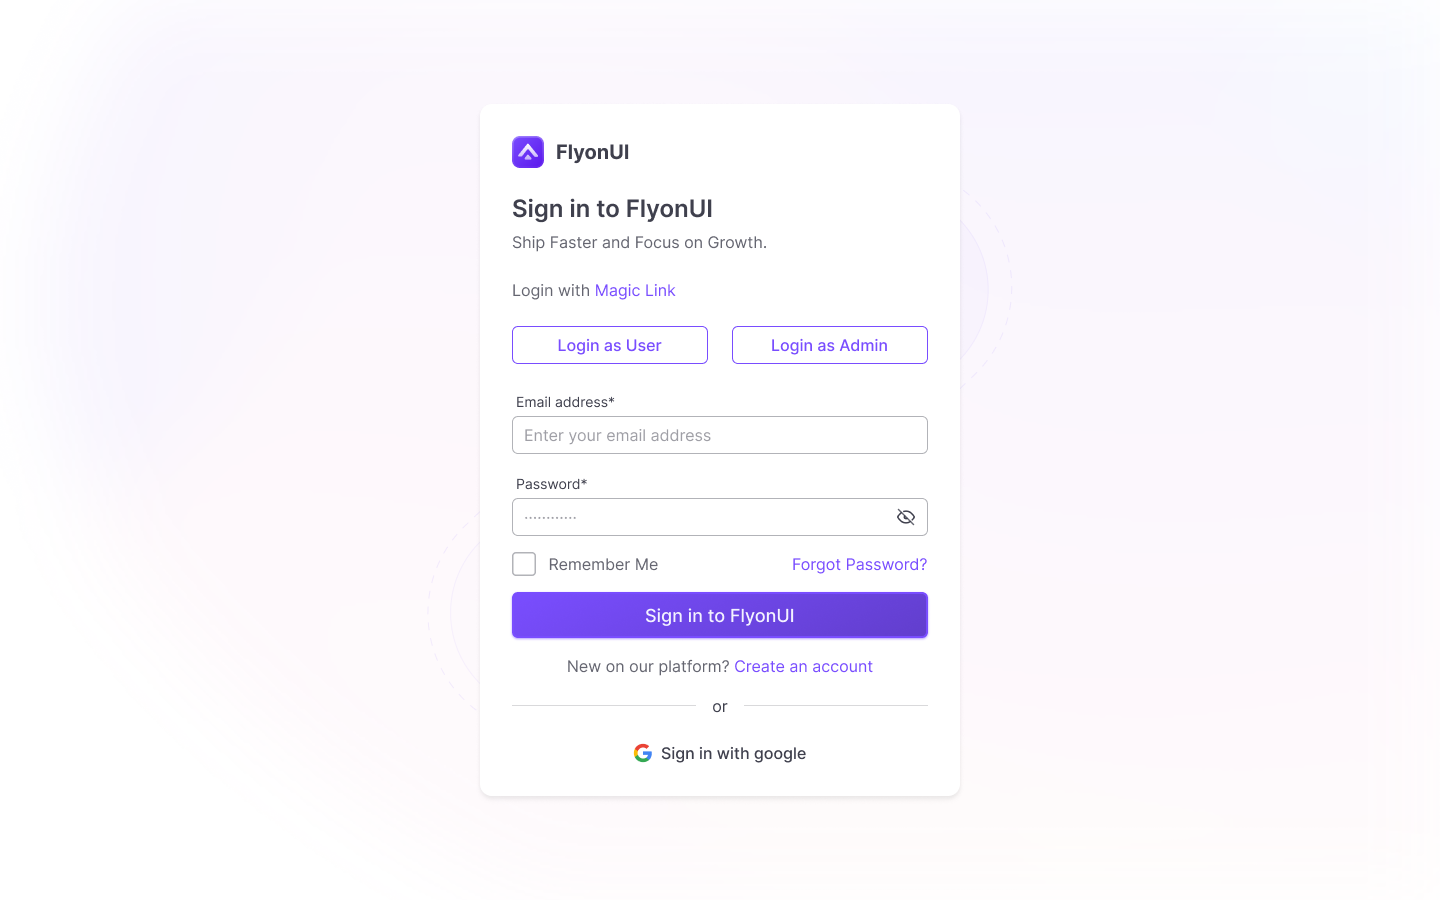 FlyonUI
Sign in to FlyonUI
Ship Faster and Focus on Growth.
Login with Magic Link
Login as User
Login as Admin
Email address*
Enter your email address
Password*
············
Remember Me
Forgot Password?
Sign in to FlyonUI
New on our platform? Create an account
or
Sign in with google